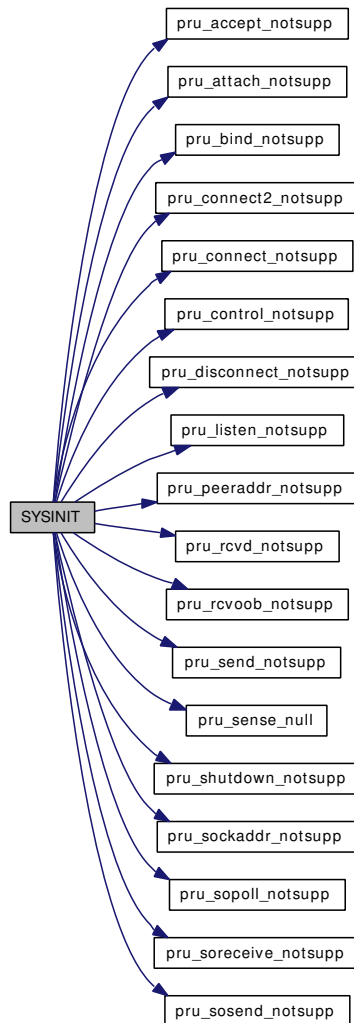 pru_accept_notsupp
pru_attach_notsupp
pru_bind_notsupp
pru_connect2_notsupp
pru_connect_notsupp
pru_control_notsupp
pru_disconnect_notsupp
pru_listen_notsupp
pru_peeraddr_notsupp
SYSINIT
pru_rcvd_notsupp
pru_rcvoob_notsupp
pru_send_notsupp
pru_sense_null
pru_shutdown_notsupp
pru_sockaddr_notsupp
pru_sopoll_notsupp
pru_soreceive_notsupp
pru_sosend_notsupp